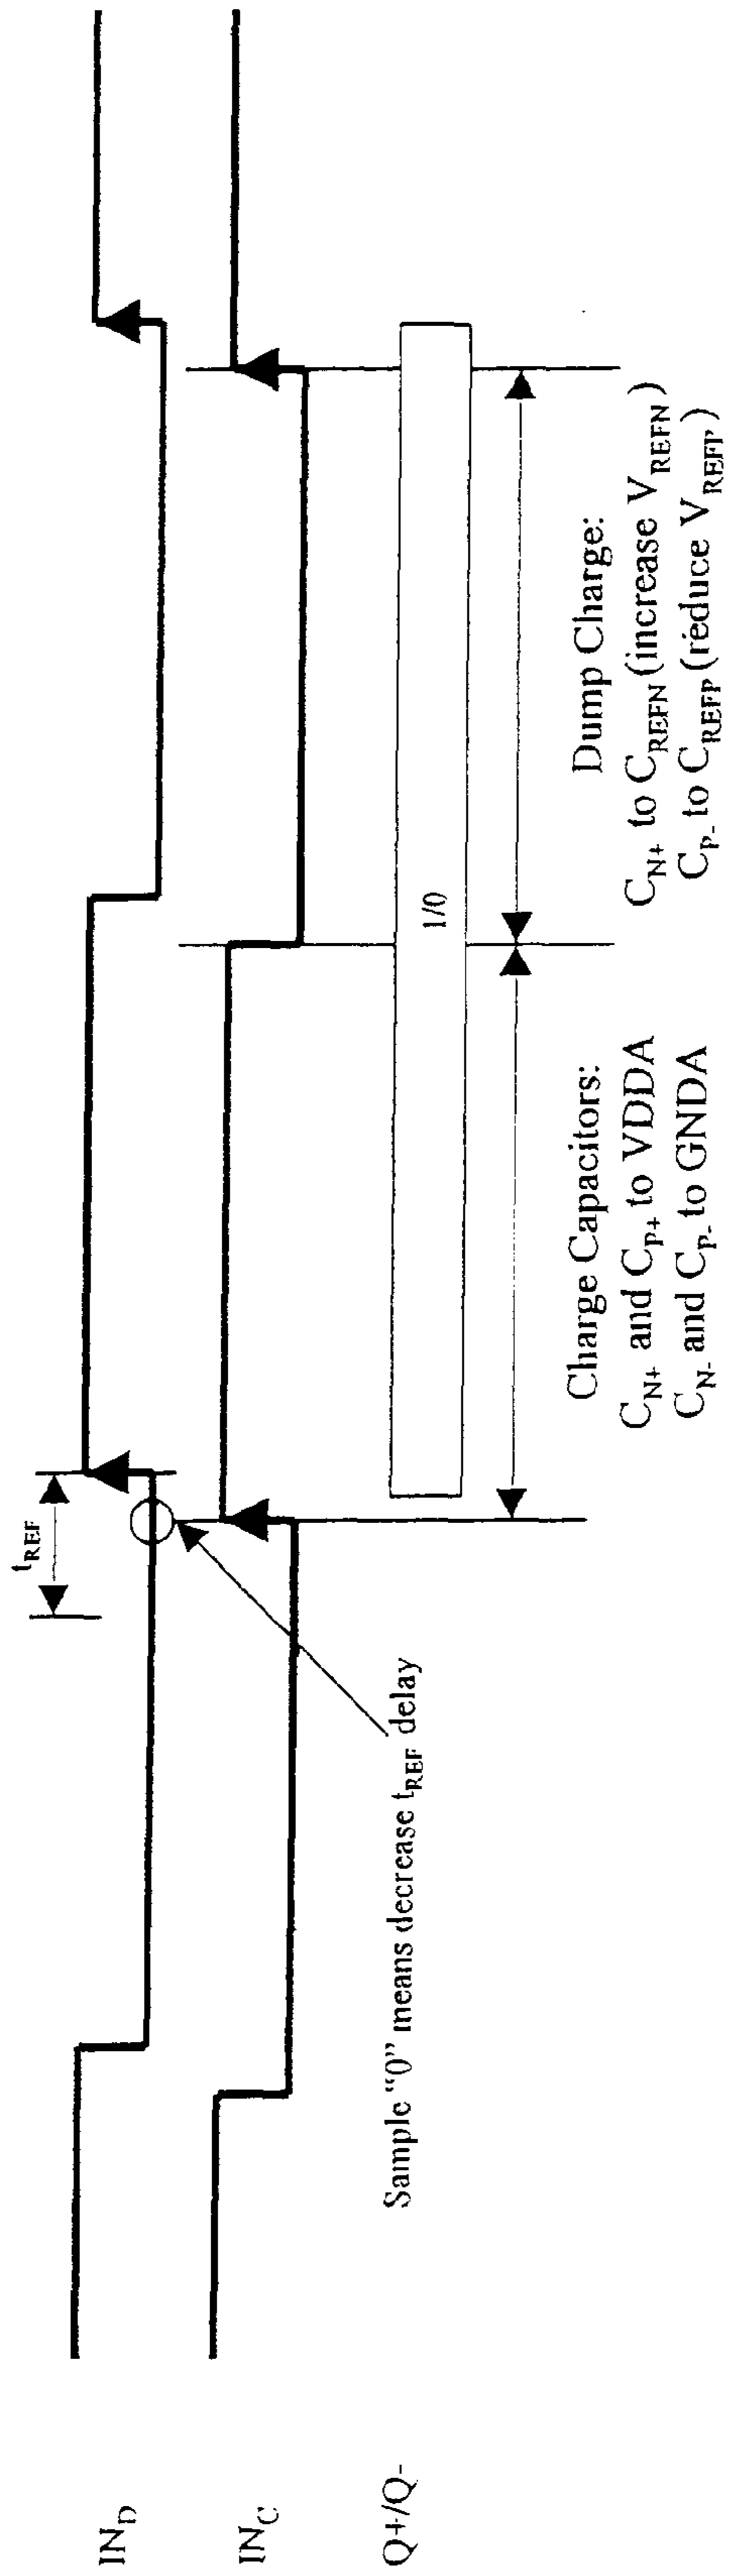 t_REF
IN_D
IN_C
Q+/Q-
1/0
Sample “0” means decrease t_REF delay
Charge Capacitors:
C_N+ and C_P+ to VDDA
C_N- and C_P- to GNDA
Dump Charge:
C_N+ to C_REFN (increase V_REFN)
C_P- to C_REFP (reduce V_REFP)